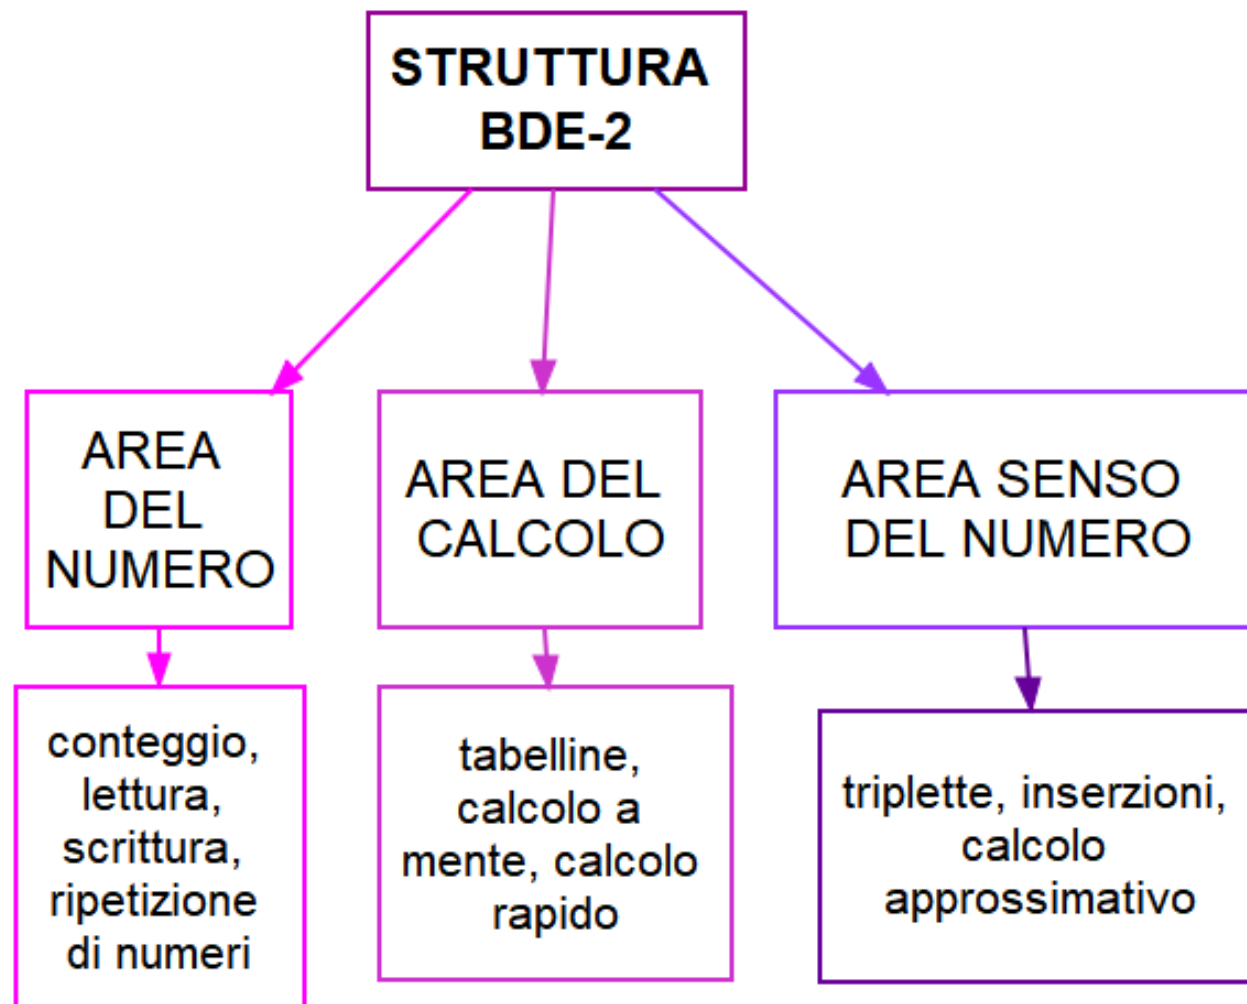 STRUTTURA
BDE-2
AREA
DEL
NUMERO
AREA DEL
CALCOLO
AREA SENSO
DEL NUMERO
conteggio,
lettura,
scrittura,
ripetizione
di numeri
tabelline,
calcolo a
mente, calcolo
rapido
triplette, inserzioni,
calcolo
approssimativo